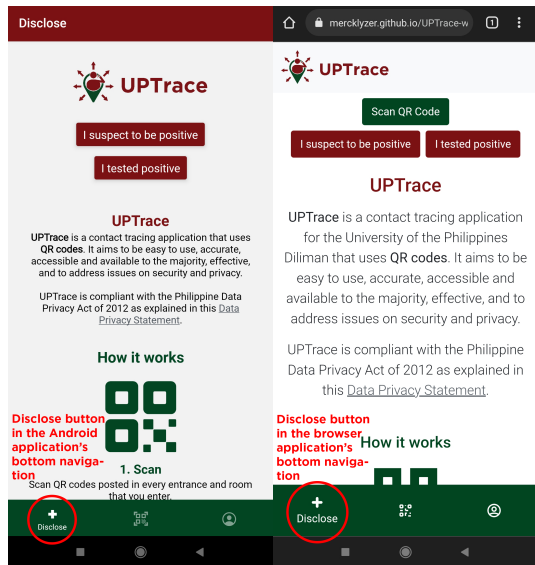 Disclose
UPTrace
I suspect to be positive
I tested positive
UPTrace
UPTrace is a contact tracing application that uses
QR codes. It aims to be easy to use, accurate,
accessible and available to the majority, effective,
and to address issues on security and privacy.
UPTrace is compliant with the Philippine Data
Privacy Act of 2012 as explained in this Data
Privacy Statement.
How it works
Disclose button
in the Android
application's
bottom naviga-
tion
1. Scan
Scan QR codes posted in every entrance and room
that you enter.
Disclose
mercklyzer.github.io/UPTrace-w
1
UPTrace
Scan QR Code
I suspect to be positive
I tested positive
UPTrace
UPTrace is a contact tracing application
for the University of the Philippines
Diliman that uses QR codes. It aims to be
easy to use, accurate, accessible and
available to the majority, effective, and to
address issues on security and privacy.
UPTrace is compliant with the Philippine
Data Privacy Act of 2012 as explained in
this Data Privacy Statement.
Disclose button
in the browser
application's
bottom naviga-
tion
How it works
Disclose